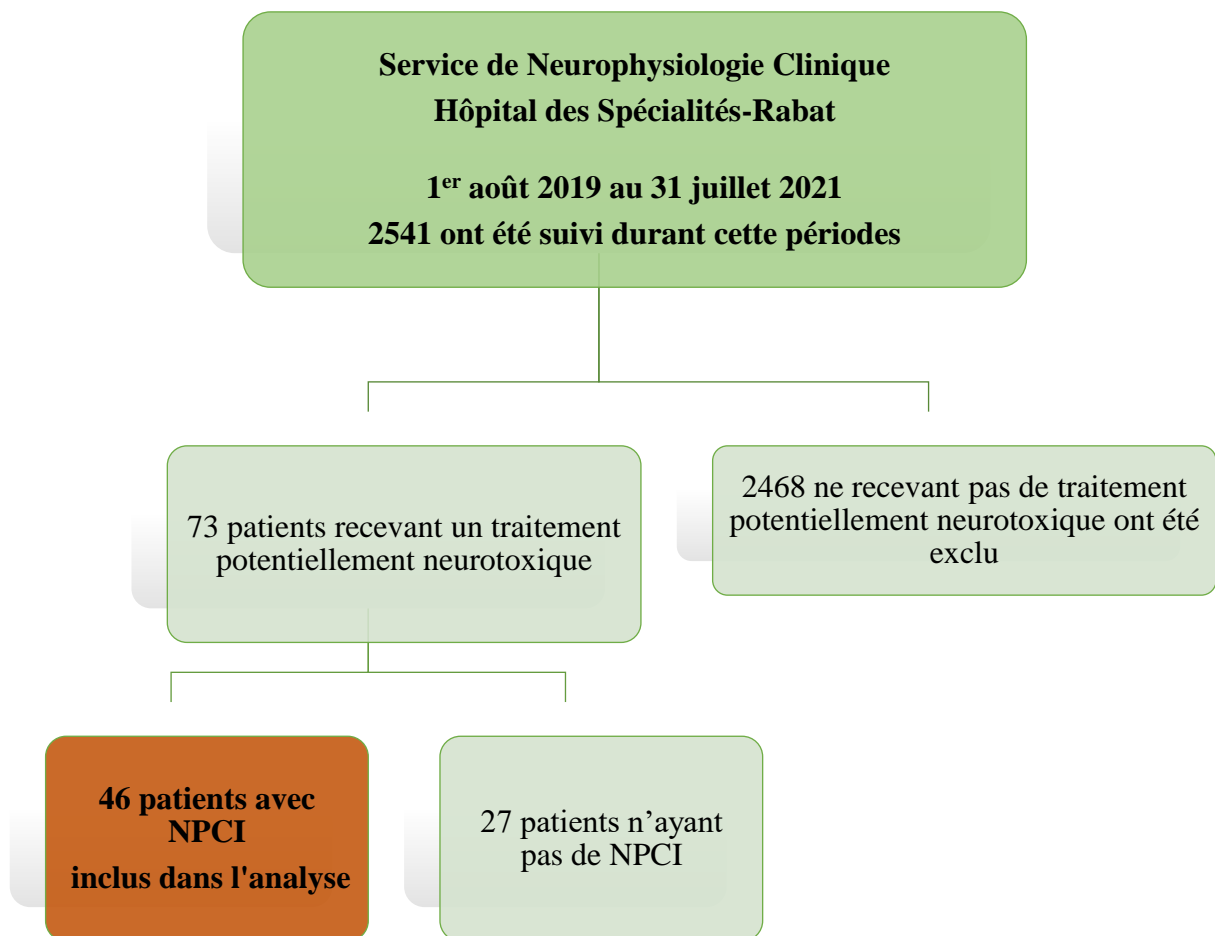 Service de Neurophysiologie Clinique
Hôpital des Spécialités-Rabat
1er août 2019 au 31 juillet 2021
2541 ont été suivi durant cette périodes
73 patients recevant un traitement
potentiellement neurotoxique
2468 ne recevant pas de traitement
potentiellement neurotoxique ont été
exclu
46 patients avec
NPCI
inclus dans l'analyse
27 patients n’ayant
pas de NPCI